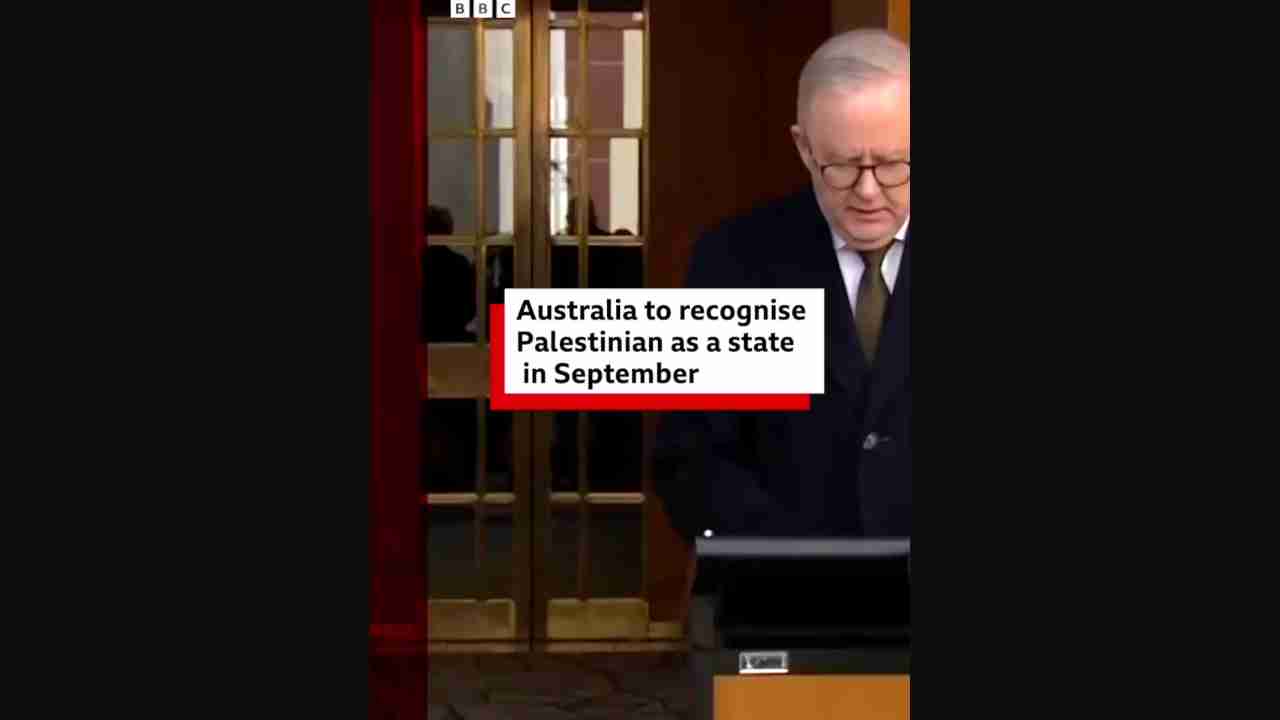 BBC
Australia to recognise
Palestinian as a state
in September